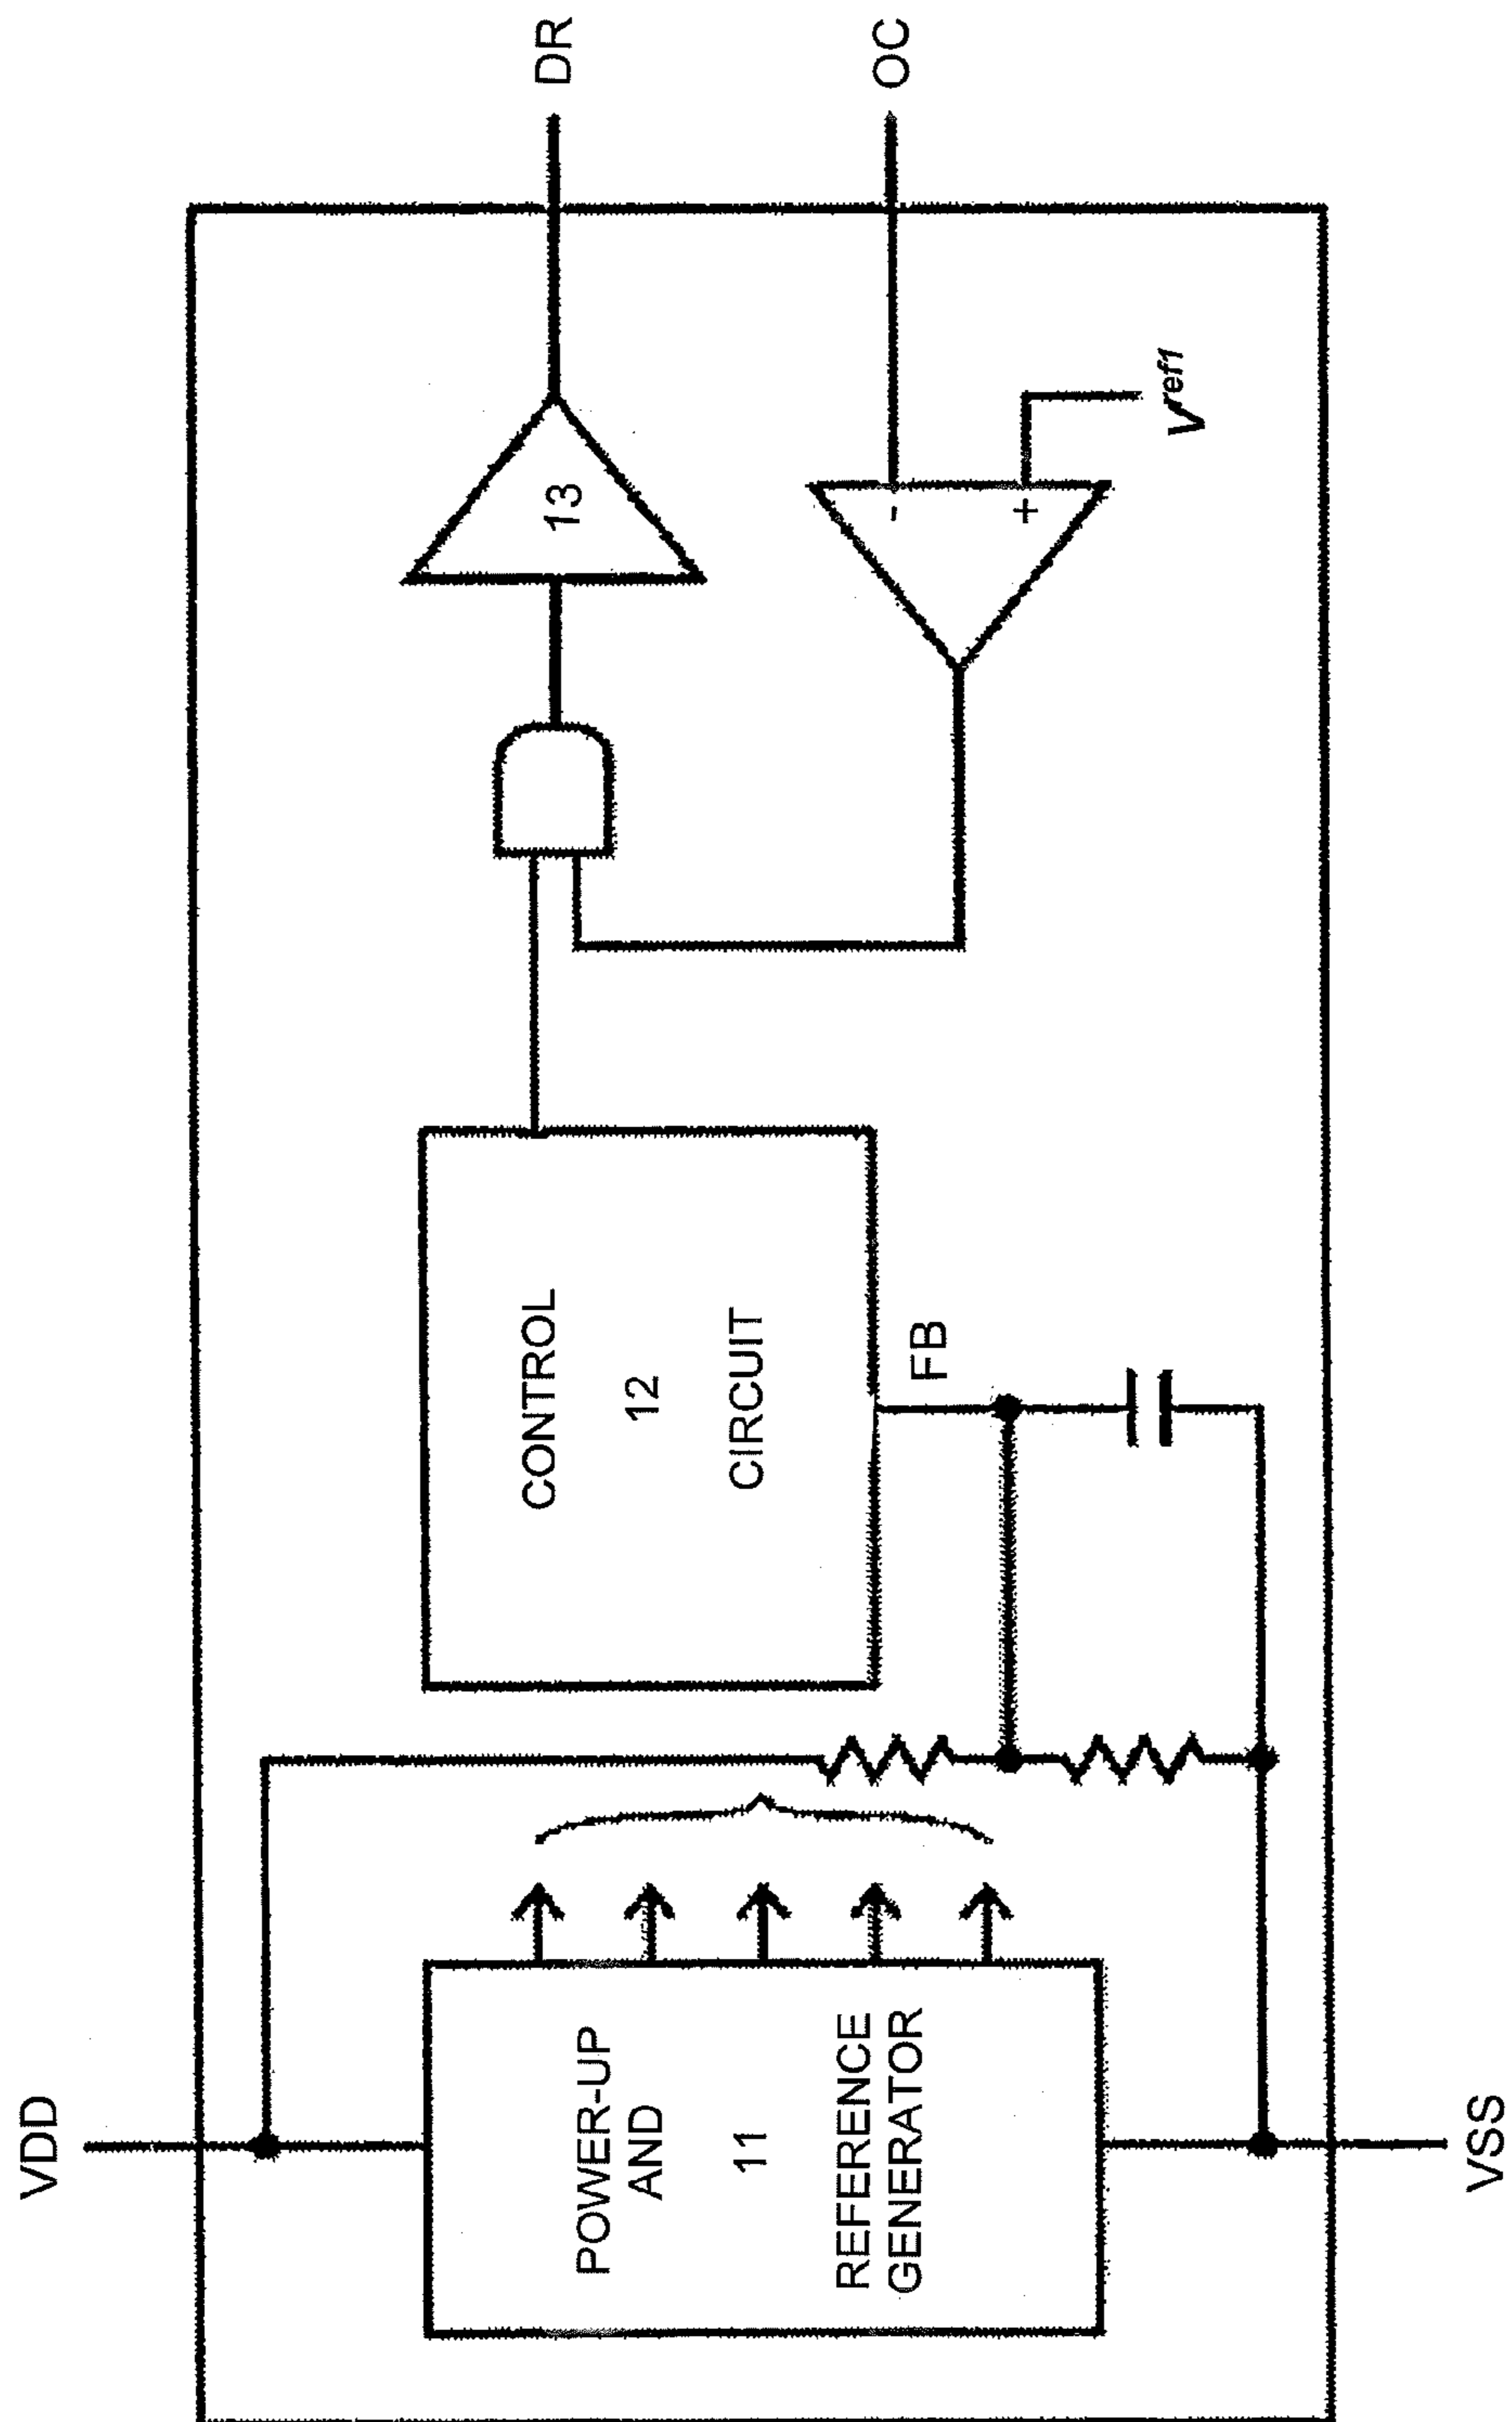 VDD
POWER-UP
AND
11
REFERENCE
GENERATOR
VSS
CONTROL
12
CIRCUIT
FB
13
DR
OC
-
+
Vref1